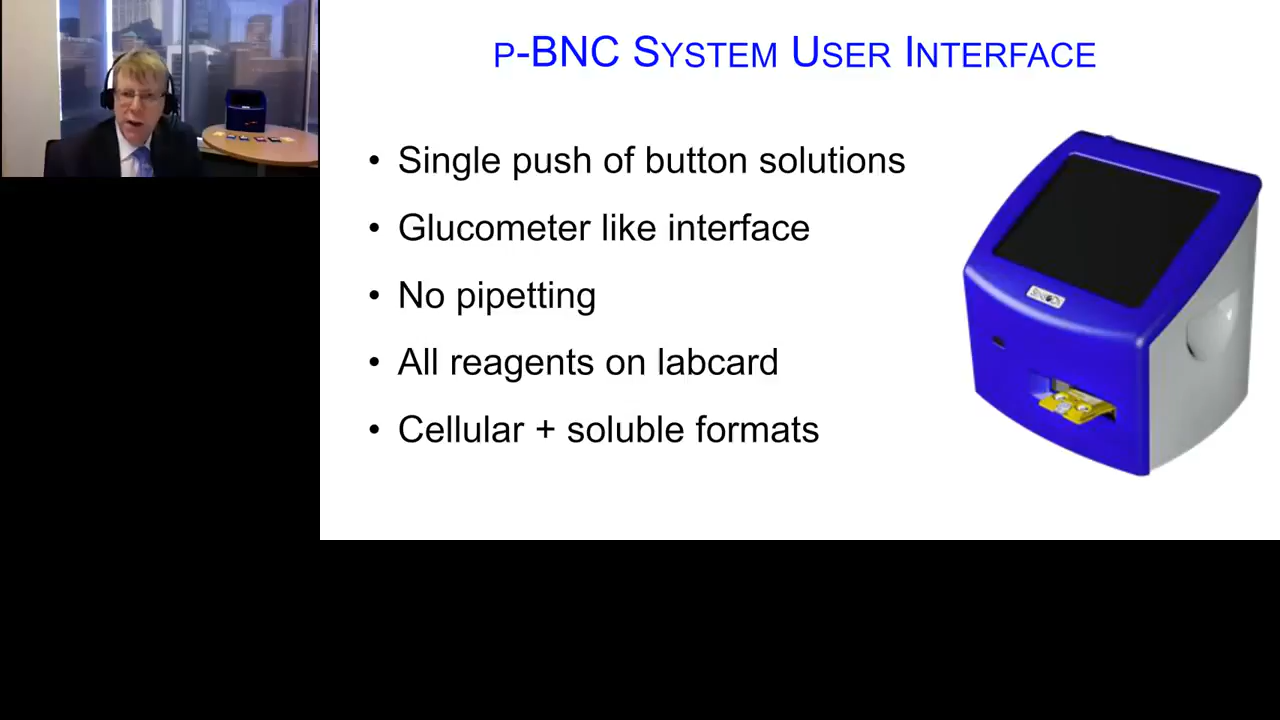 p-BNC System User Interface
• Single push of button solutions
• Glucometer like interface
• No pipetting
• All reagents on labcard
• Cellular + soluble formats